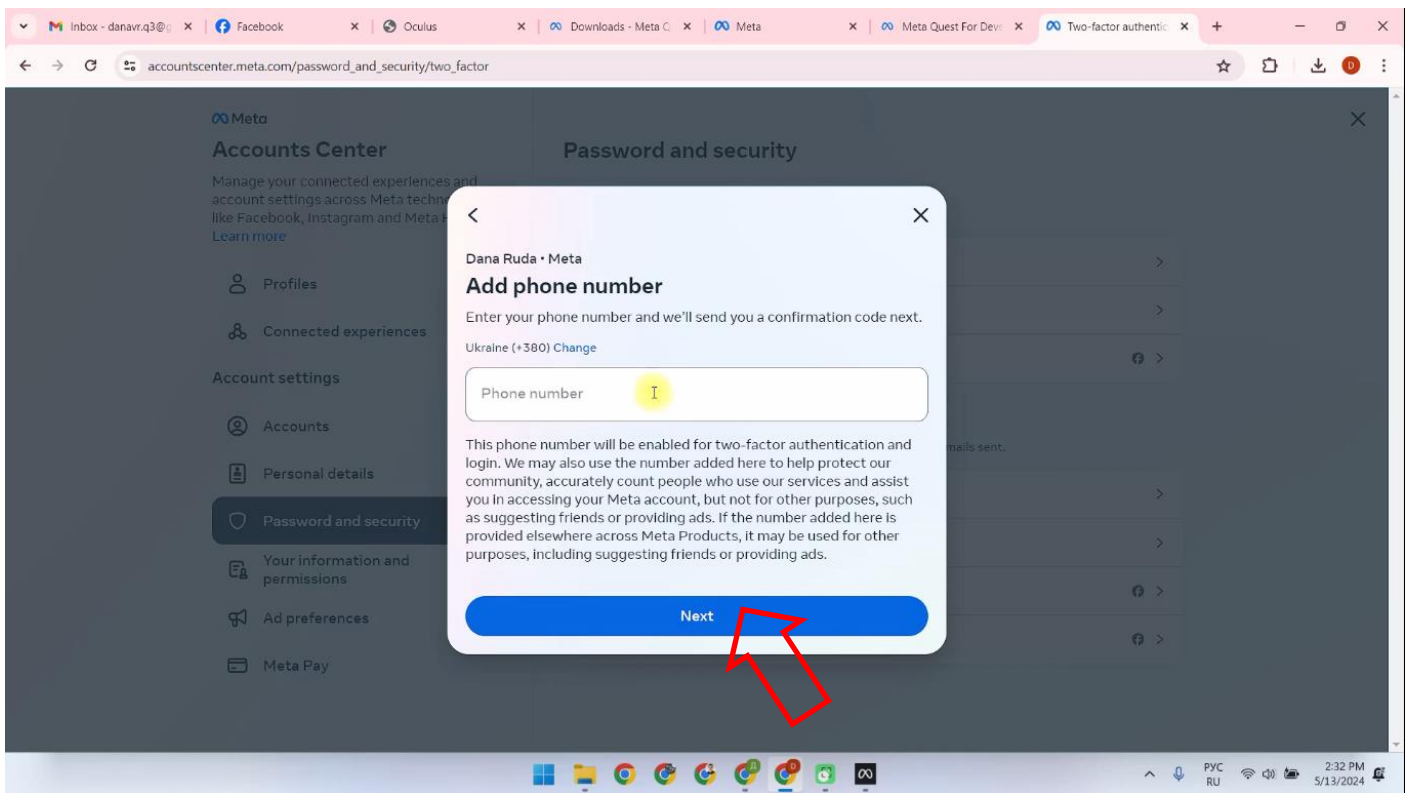 Inbox - danavr.q3@g
Facebook
Oculus
Downloads - Meta Q
Meta
Meta Quest For Deve
Two-factor authentic
accountscenter.meta.com/password_and_security/two_factor
D
Meta
Accounts Center
Manage your connected experiences and
account settings across Meta techn
like Facebook, Instagram and Meta H
Learn more
Profiles
Connected experiences
Account settings
Accounts
Personal details
Password and security
Your information and
permissions
Ad preferences
Meta Pay
Password and security
mails sent.
Dana Ruda • Meta
Add phone number
Enter your phone number and we'll send you a confirmation code next.
Ukraine (+380) Change
Phone number
This phone number will be enabled for two-factor authentication and
login. We may also use the number added here to help protect our
community, accurately count people who use our services and assist
you in accessing your Meta account, but not for other purposes, such
as suggesting friends or providing ads. If the number added here is
provided elsewhere across Meta Products, it may be used for other
purposes, including suggesting friends or providing ads.
Next
РУС
RU
2:32 PM
5/13/2024